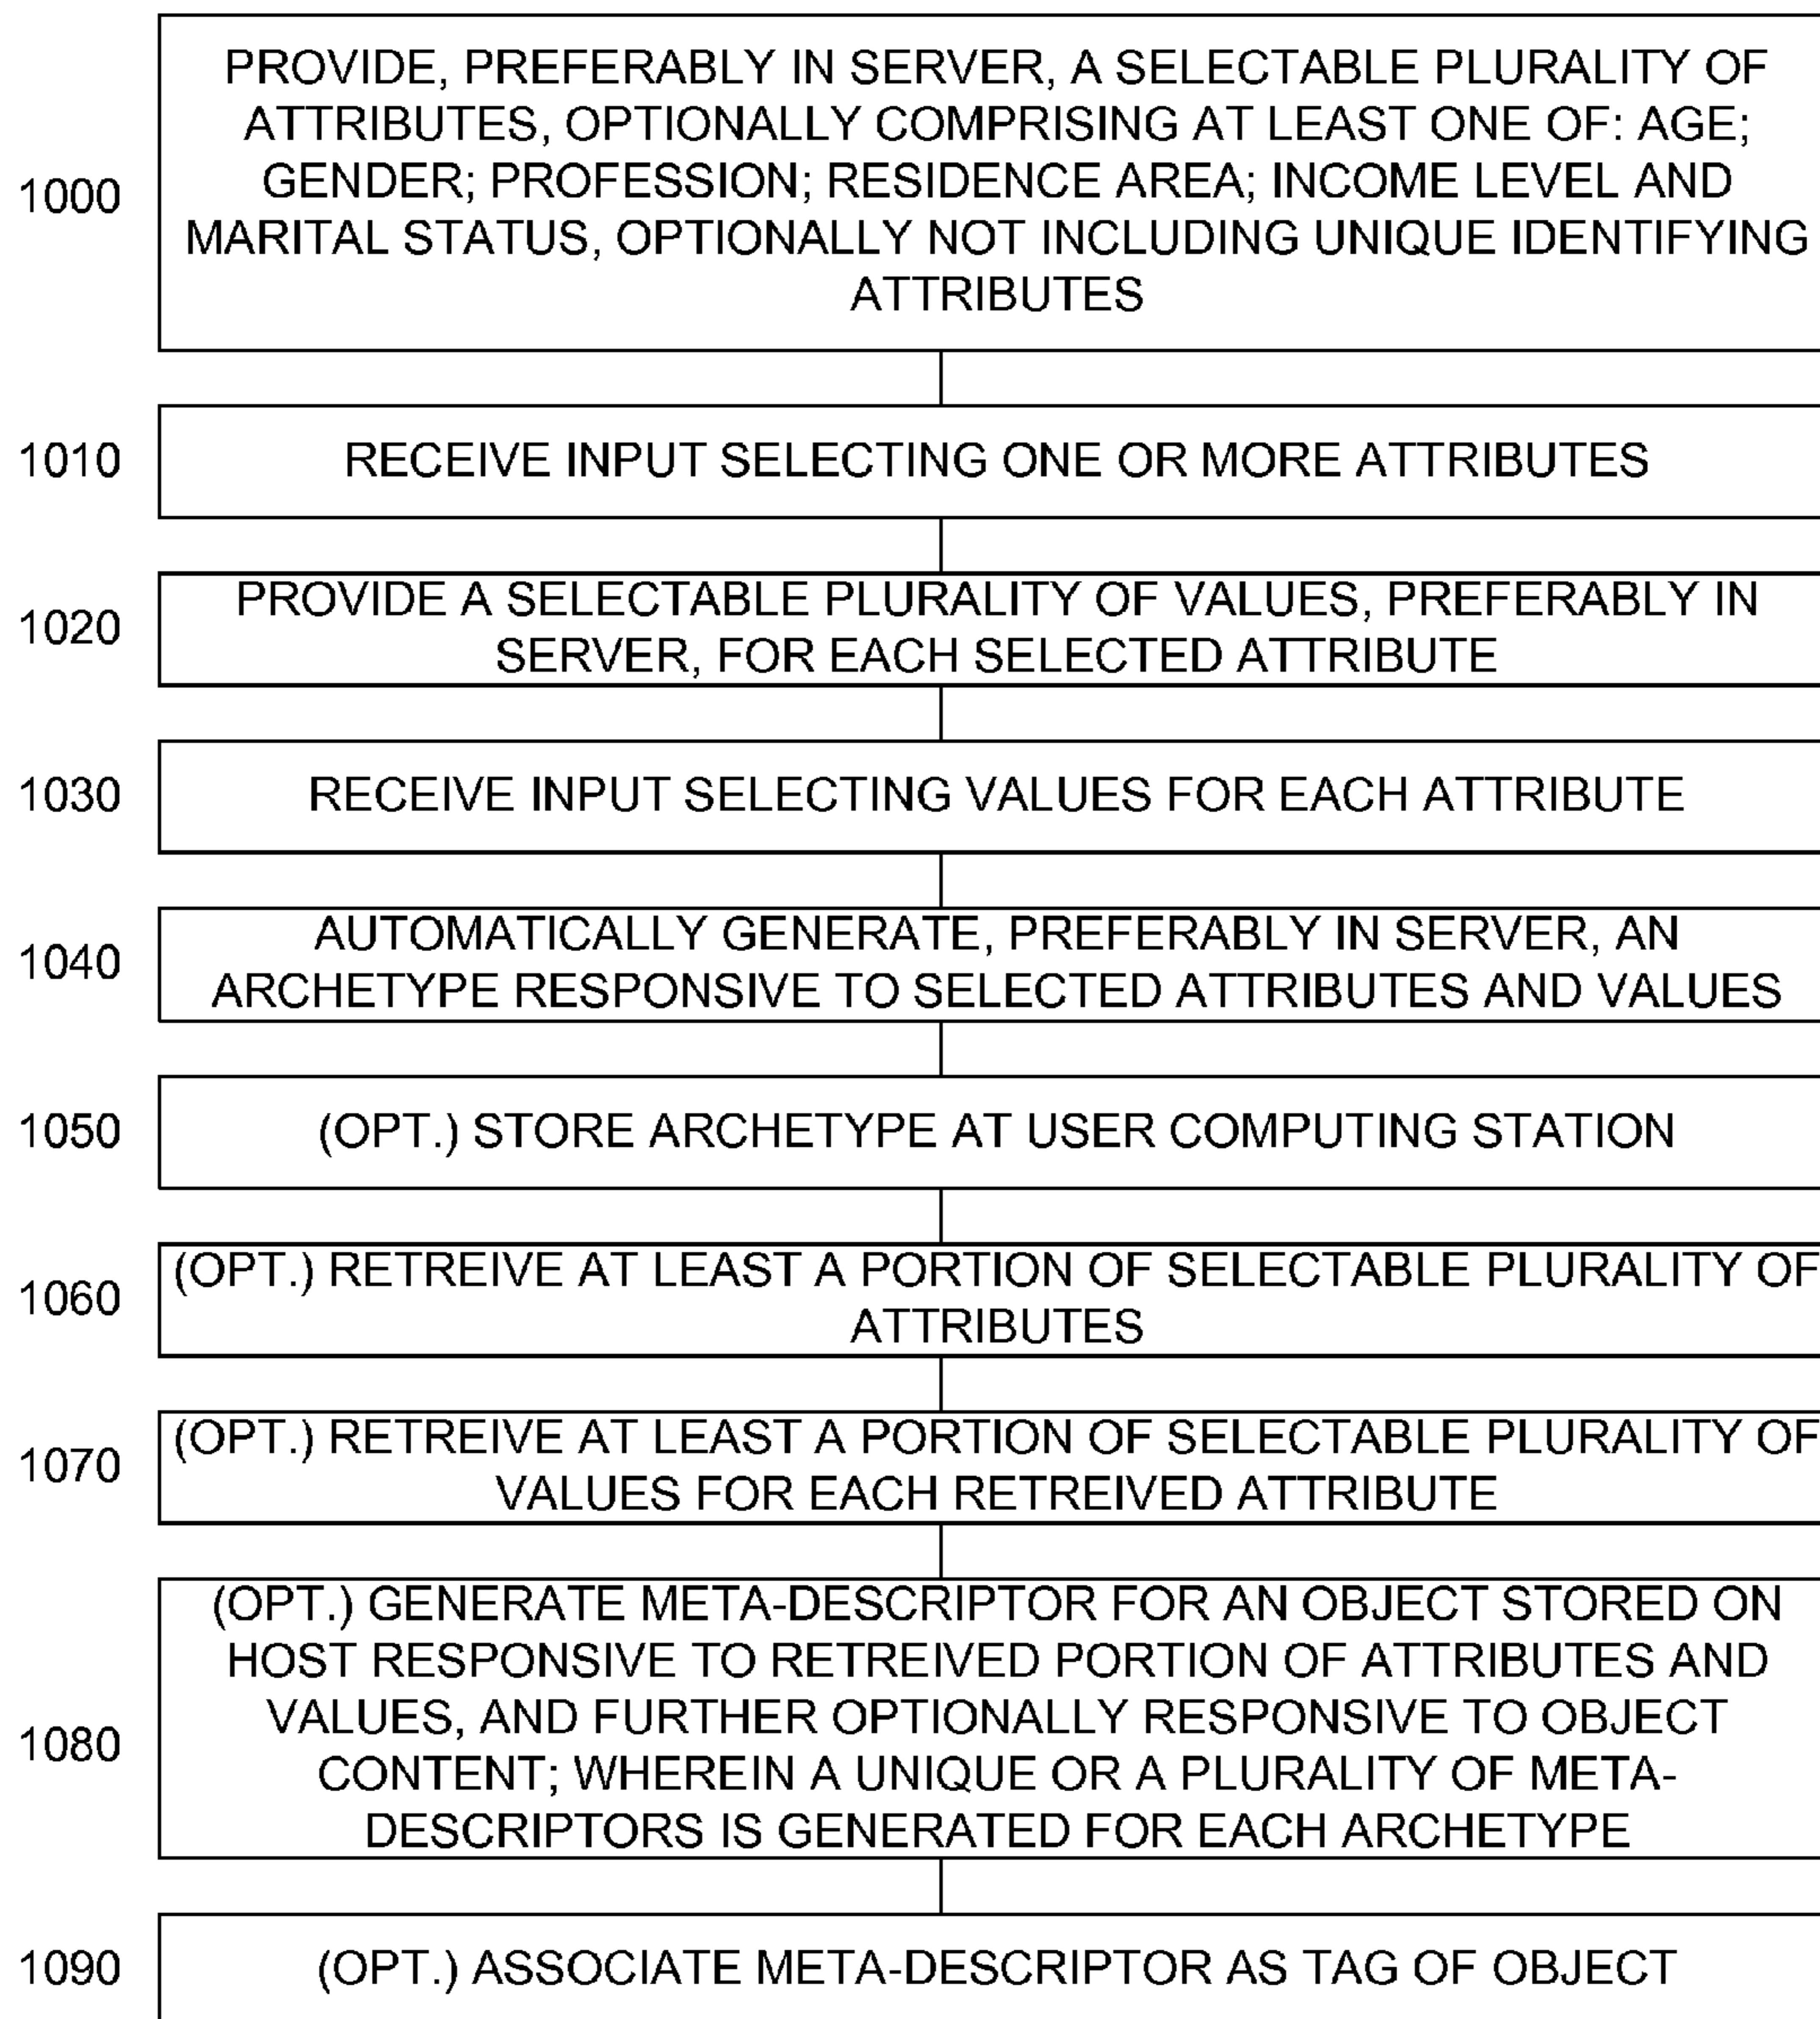 PROVIDE, PREFERABLY IN SERVER, A SELECTABLE PLURALITY OF
ATTRIBUTES, OPTIONALLY COMPRISING AT LEAST ONE OF: AGE;
1000
GENDER; PROFESSION; RESIDENCE AREA; INCOME LEVEL AND
MARITAL STATUS, OPTIONALLY NOT INCLUDING UNIQUE IDENTIFYING
ATTRIBUTES
1010
RECEIVE INPUT SELECTING ONE OR MORE ATTRIBUTES
1020
PROVIDE A SELECTABLE PLURALITY OF VALUES, PREFERABLY IN
SERVER, FOR EACH SELECTED ATTRIBUTE
1030
RECEIVE INPUT SELECTING VALUES FOR EACH ATTRIBUTE
1040
AUTOMATICALLY GENERATE, PREFERABLY IN SERVER, AN
ARCHETYPE RESPONSIVE TO SELECTED ATTRIBUTES AND VALUES
1050
(OPT.) STORE ARCHETYPE AT USER COMPUTING STATION
1060
(OPT.) RETREIVE AT LEAST A PORTION OF SELECTABLE PLURALITY OF
ATTRIBUTES
1070
(OPT.) RETREIVE AT LEAST A PORTION OF SELECTABLE PLURALITY OF
VALUES FOR EACH RETREIVED ATTRIBUTE
1080
(OPT.) GENERATE META-DESCRIPTOR FOR AN OBJECT STORED ON
HOST RESPONSIVE TO RETREIVED PORTION OF ATTRIBUTES AND
VALUES, AND FURTHER OPTIONALLY RESPONSIVE TO OBJECT
CONTENT; WHEREIN A UNIQUE OR A PLURALITY OF META-
DESCRIPTORS IS GENERATED FOR EACH ARCHETYPE
1090
(OPT.) ASSOCIATE META-DESCRIPTOR AS TAG OF OBJECT